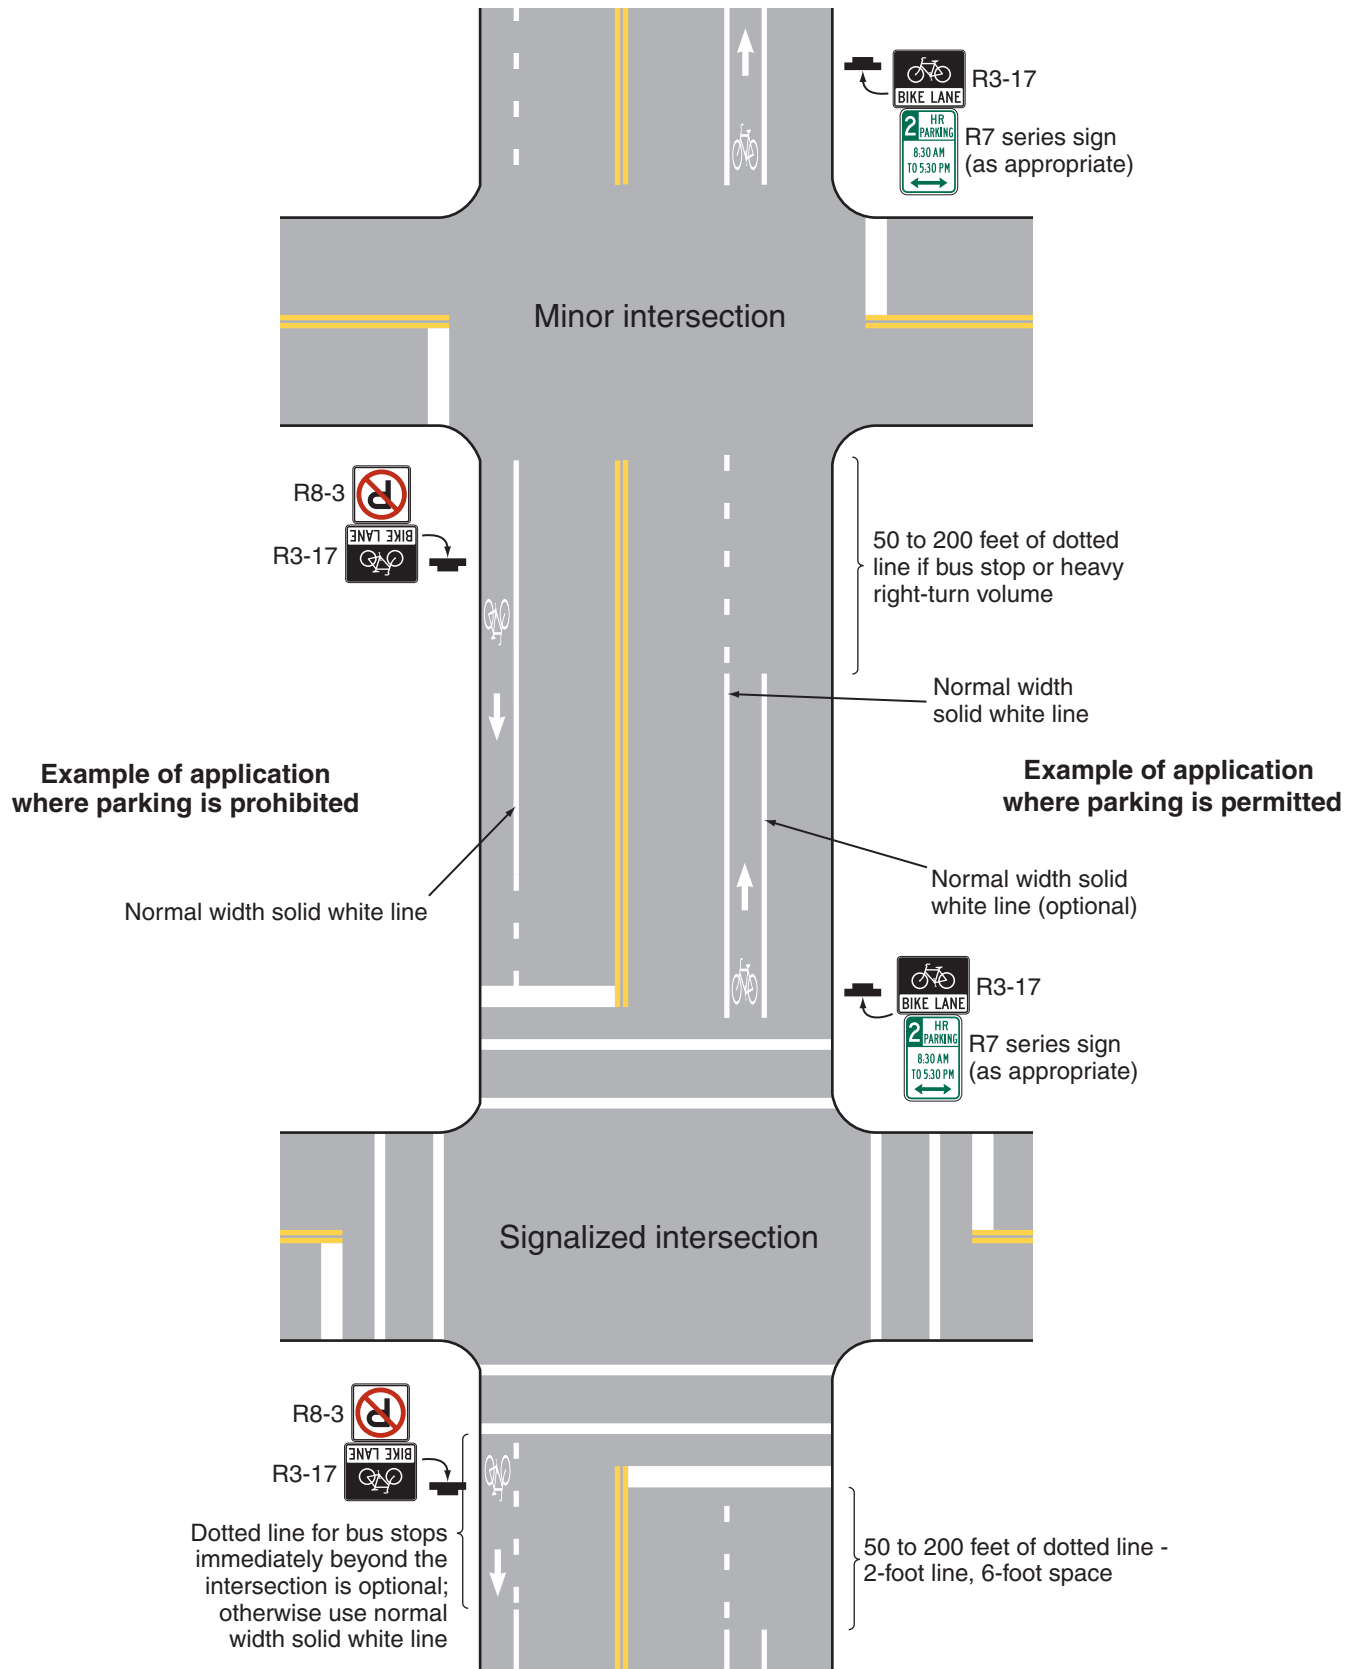 BIKE LANE
R3-17
2 HR
PARKING
8:30 AM
TO 5:30 PM
R7 series sign
(as appropriate)
Minor intersection
R8-3
P
BIKE LANE
R3-17
50 to 200 feet of dotted
line if bus stop or heavy
right-turn volume
Normal width
solid white line
Example of application
where parking is prohibited
Example of application
where parking is permitted
Normal width solid white line
Normal width solid
white line (optional)
BIKE LANE
R3-17
2 HR
PARKING
8:30 AM
TO 5:30 PM
R7 series sign
(as appropriate)
Signalized intersection
R8-3
P
BIKE LANE
R3-17
Dotted line for bus stops
immediately beyond the
intersection is optional;
otherwise use normal
width solid white line
50 to 200 feet of dotted line -
2-foot line, 6-foot space